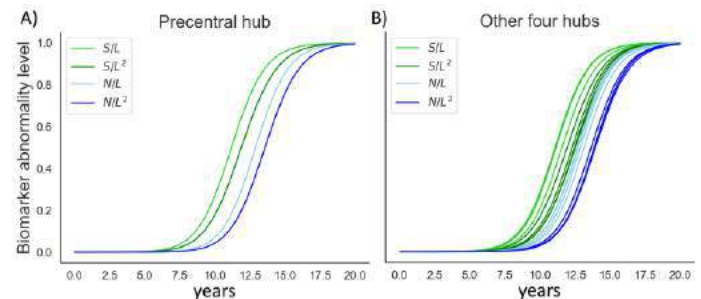 A)
Precentral hub
S/L
S/L²
N/L
N/L²
Biomarker abnormality level
1.0
0.8
0.6
0.4
0.2
0.0
0.0 2.5 5.0 7.5 10.0 12.5 15.0 17.5 20.0
years
B)
Other four hubs
S/L
S/L²
N/L
N/L²
0.0 2.5 5.0 7.5 10.0 12.5 15.0 17.5 20.0
years